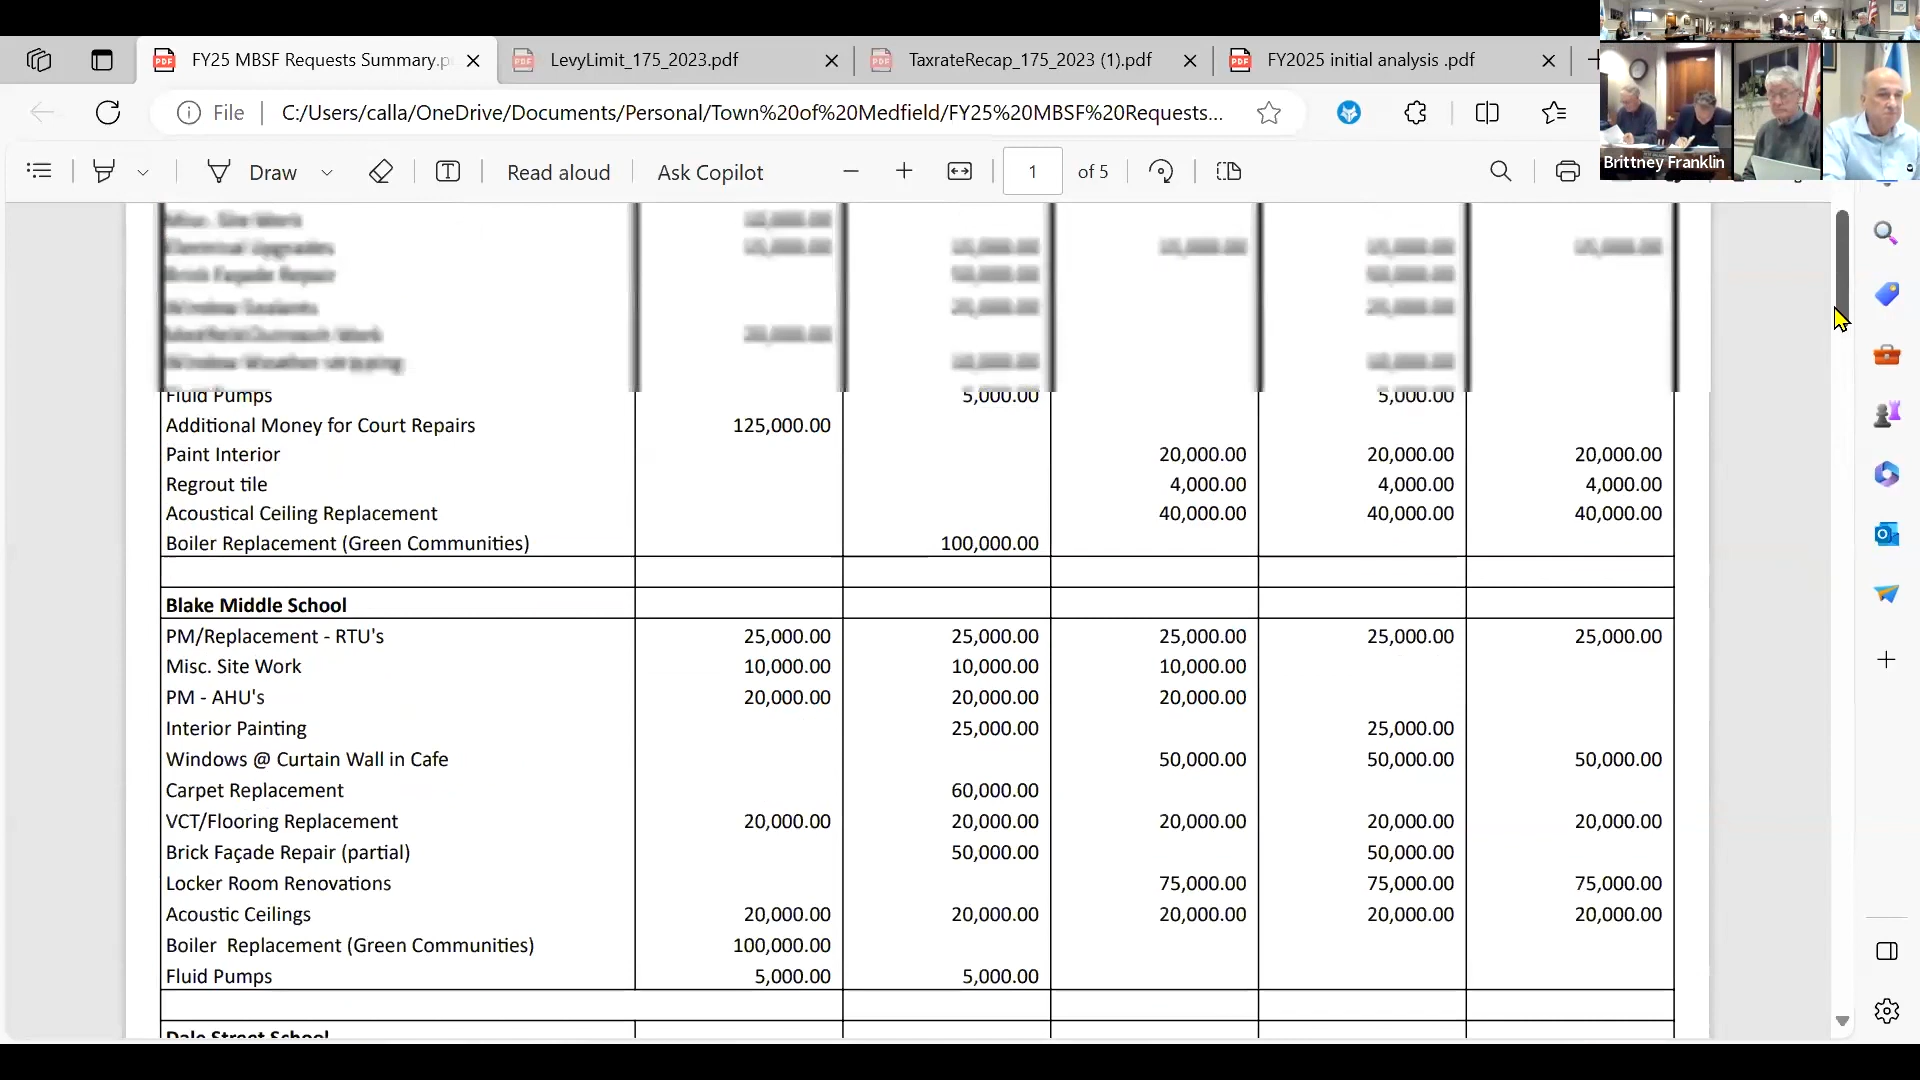 FY25 MBSF Requests Summary.p
LevyLimit_175_2023.pdf
TaxrateRecap_175_2023 (1).pdf
FY2025 initial analysis .pdf
File
C:/Users/calla/OneDrive/Documents/Personal/Town%20of%20Medfield/FY25%20MBSF%20Requests...
Brittney Franklin
Draw
Read aloud
Ask Copilot
1 of 5
Fluid Pumps 5,000.00 5,000.00
Additional Money for Court Repairs 125,000.00
Paint Interior 20,000.00 20,000.00 20,000.00
Regrout tile 4,000.00 4,000.00 4,000.00
Acoustical Ceiling Replacement 40,000.00 40,000.00 40,000.00
Boiler Replacement (Green Communities) 100,000.00
Blake Middle School
PM/Replacement - RTU's 25,000.00 25,000.00 25,000.00 25,000.00 25,000.00
Misc. Site Work 10,000.00 10,000.00 10,000.00
PM - AHU's 20,000.00 20,000.00 20,000.00
Interior Painting 25,000.00 25,000.00
Windows @ Curtain Wall in Cafe 50,000.00 50,000.00 50,000.00
Carpet Replacement 60,000.00
VCT/Flooring Replacement 20,000.00 20,000.00 20,000.00 20,000.00 20,000.00
Brick Façade Repair (partial) 50,000.00 50,000.00
Locker Room Renovations 75,000.00 75,000.00 75,000.00
Acoustic Ceilings 20,000.00 20,000.00 20,000.00 20,000.00 20,000.00
Boiler  Replacement (Green Communities) 100,000.00
Fluid Pumps 5,000.00 5,000.00
Dale Street School